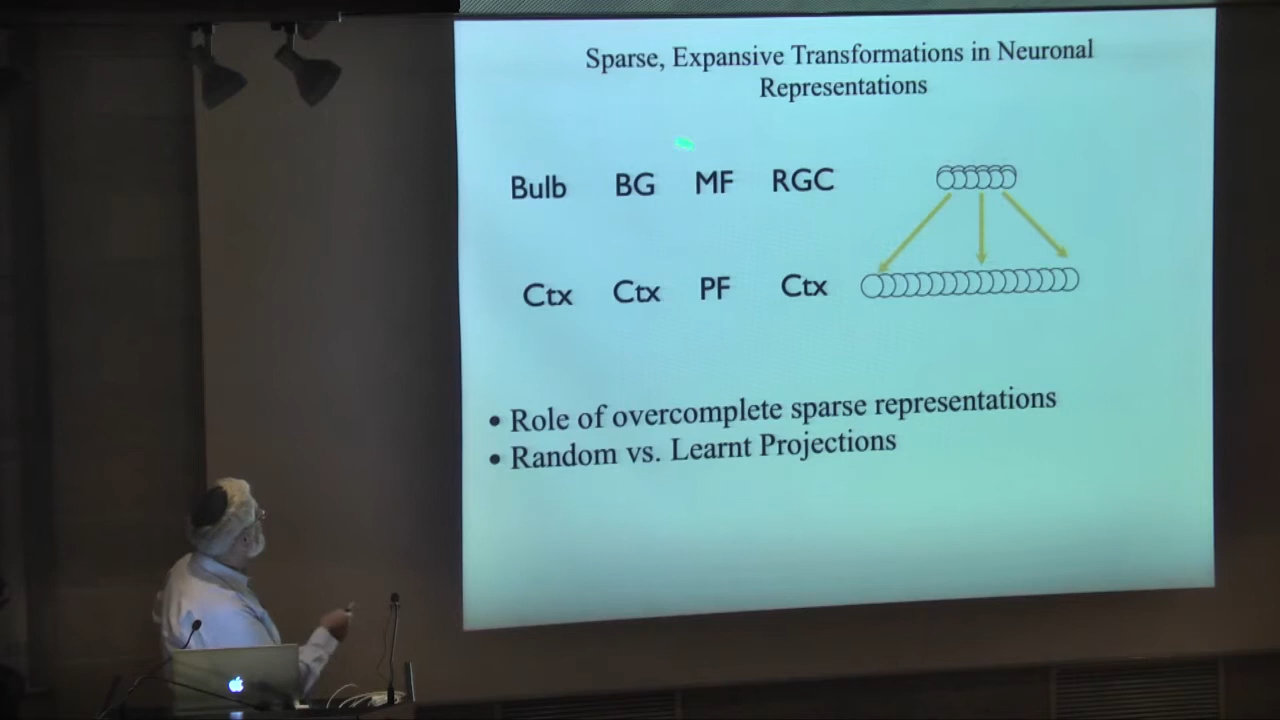 Sparse, Expansive Transformations in Neuronal
Representations
Bulb BG MF RGC
Ctx Ctx PF Ctx
• Role of overcomplete sparse representations
• Random vs. Learnt Projections